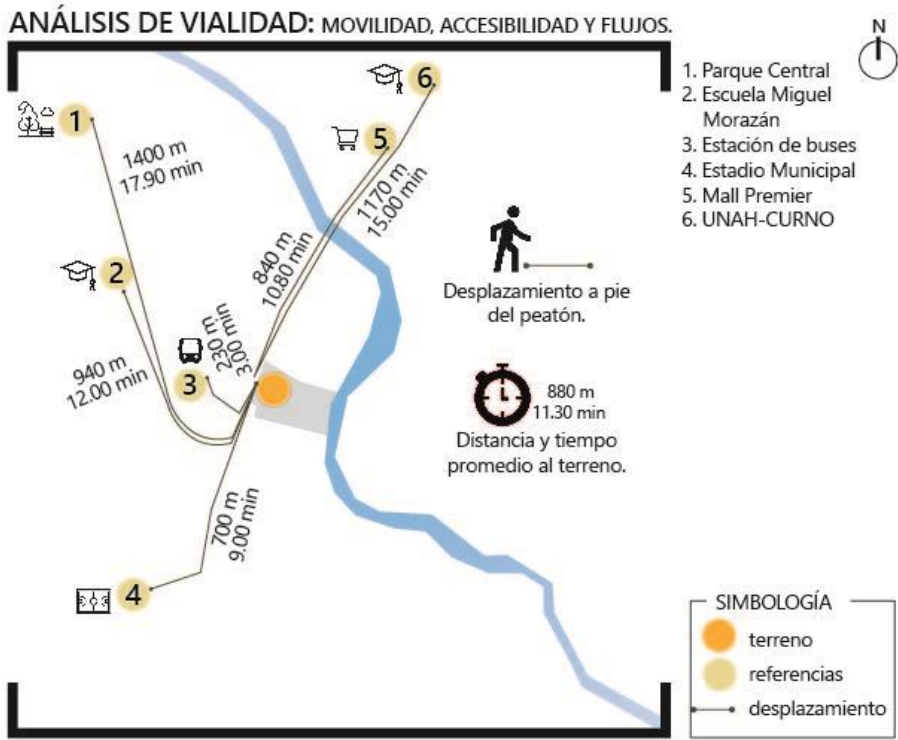 ANÁLISIS DE VIALIDAD: MOVILIDAD, ACCESIBILIDAD Y FLUJOS.
N
1. Parque Central
2. Escuela Miguel
Morazán
3. Estación de buses
4. Estadio Municipal
5. Mall Premier
6. UNAH-CURNO
6
5
1
1400 m
17.90 min
1170 m
15.00 min
840 m
10.80 min
2
Desplazamiento a pie
del peatón.
230 m
3.00 min
3
940 m
12.00 min
880 m
11.30 min
Distancia y tiempo
promedio al terreno.
700 m
9.00 min
4
SIMBOLOGÍA
terreno
referencias
desplazamiento